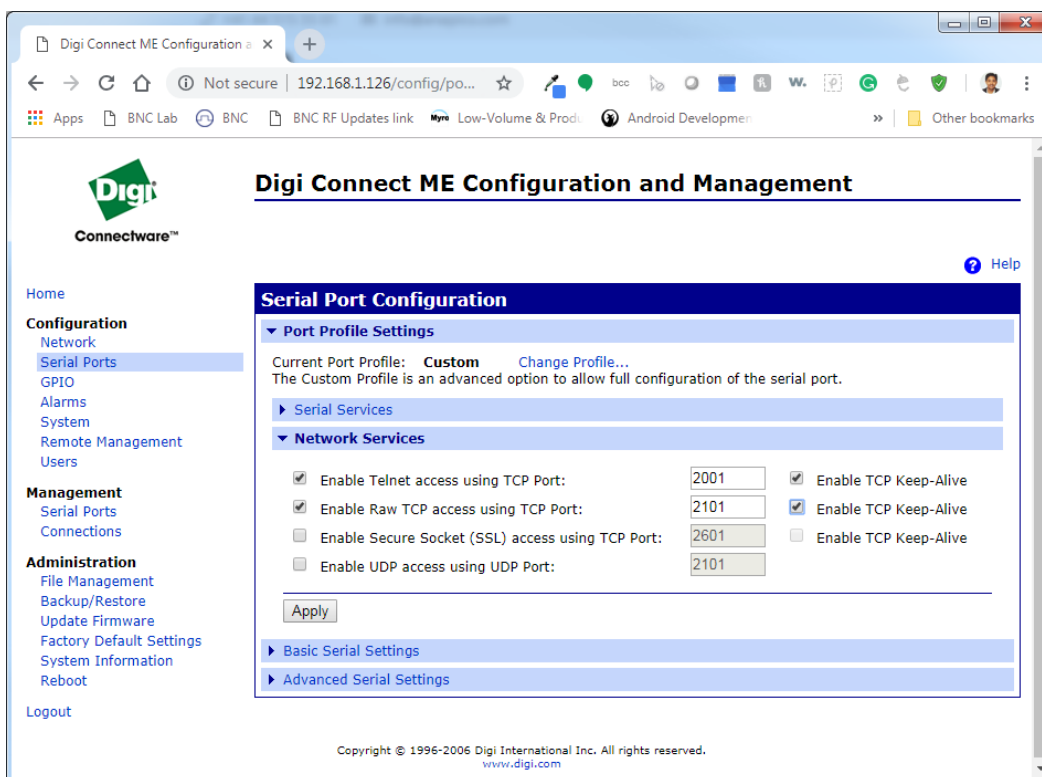 Digi Connect ME Configuration a
Not secure | 192.168.1.126/config/po...
bcc
W.
Apps BNC Lab BNC BNC RF Updates link Myro Low-Volume & Produ Android Developmen » Other bookmarks
Digi
Connectware™
Digi Connect ME Configuration and Management
? Help
Home
Configuration
Network
Serial Ports
GPIO
Alarms
System
Remote Management
Users
Management
Serial Ports
Connections
Administration
File Management
Backup/Restore
Update Firmware
Factory Default Settings
System Information
Reboot
Logout
Serial Port Configuration
Port Profile Settings
Current Port Profile: Custom Change Profile...
The Custom Profile is an advanced option to allow full configuration of the serial port.
Serial Services
Network Services
Enable Telnet access using TCP Port: 2001 Enable TCP Keep-Alive
Enable Raw TCP access using TCP Port: 2101 Enable TCP Keep-Alive
Enable Secure Socket (SSL) access using TCP Port: 2601 Enable TCP Keep-Alive
Enable UDP access using UDP Port: 2101
Apply
Basic Serial Settings
Advanced Serial Settings
Copyright © 1996-2006 Digi International Inc. All rights reserved.
www.digi.com